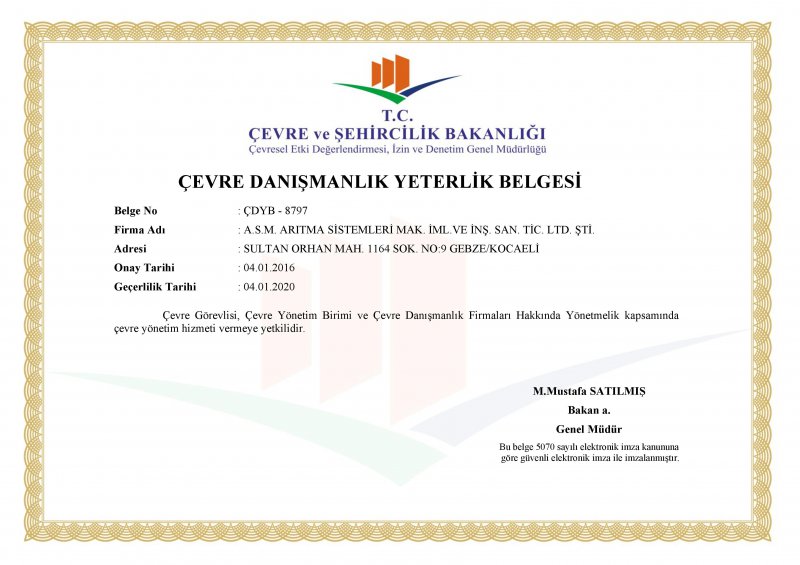 T.C.
ÇEVRE ve ŞEHİRCİLİK BAKANLIĞI
Çevresel Etki Değerlendirmesi, İzin ve Denetim Genel Müdürlüğü
ÇEVRE DANIŞMANLIK YETERLİK BELGESİ
Belge No : ÇDYB - 8797
Firma Adı : A.S.M. ARITMA SİSTEMLERİ MAK. İML.VE İNŞ. SAN. TİC. LTD. ŞTİ.
Adresi : SULTAN ORHAN MAH. 1164 SOK. NO:9 GEBZE/KOCAELİ
Onay Tarihi : 04.01.2016
Geçerlilik Tarihi : 04.01.2020
Çevre Görevlisi, Çevre Yönetim Birimi ve Çevre Danışmanlık Firmaları Hakkında Yönetmelik kapsamında
çevre yönetim hizmeti vermeye yetkilidir.
M.Mustafa SATILMIŞ
Bakan a.
Genel Müdür
Bu belge 5070 sayılı elektronik imza kanununa
göre güvenli elektronik imza ile imzalanmıştır.